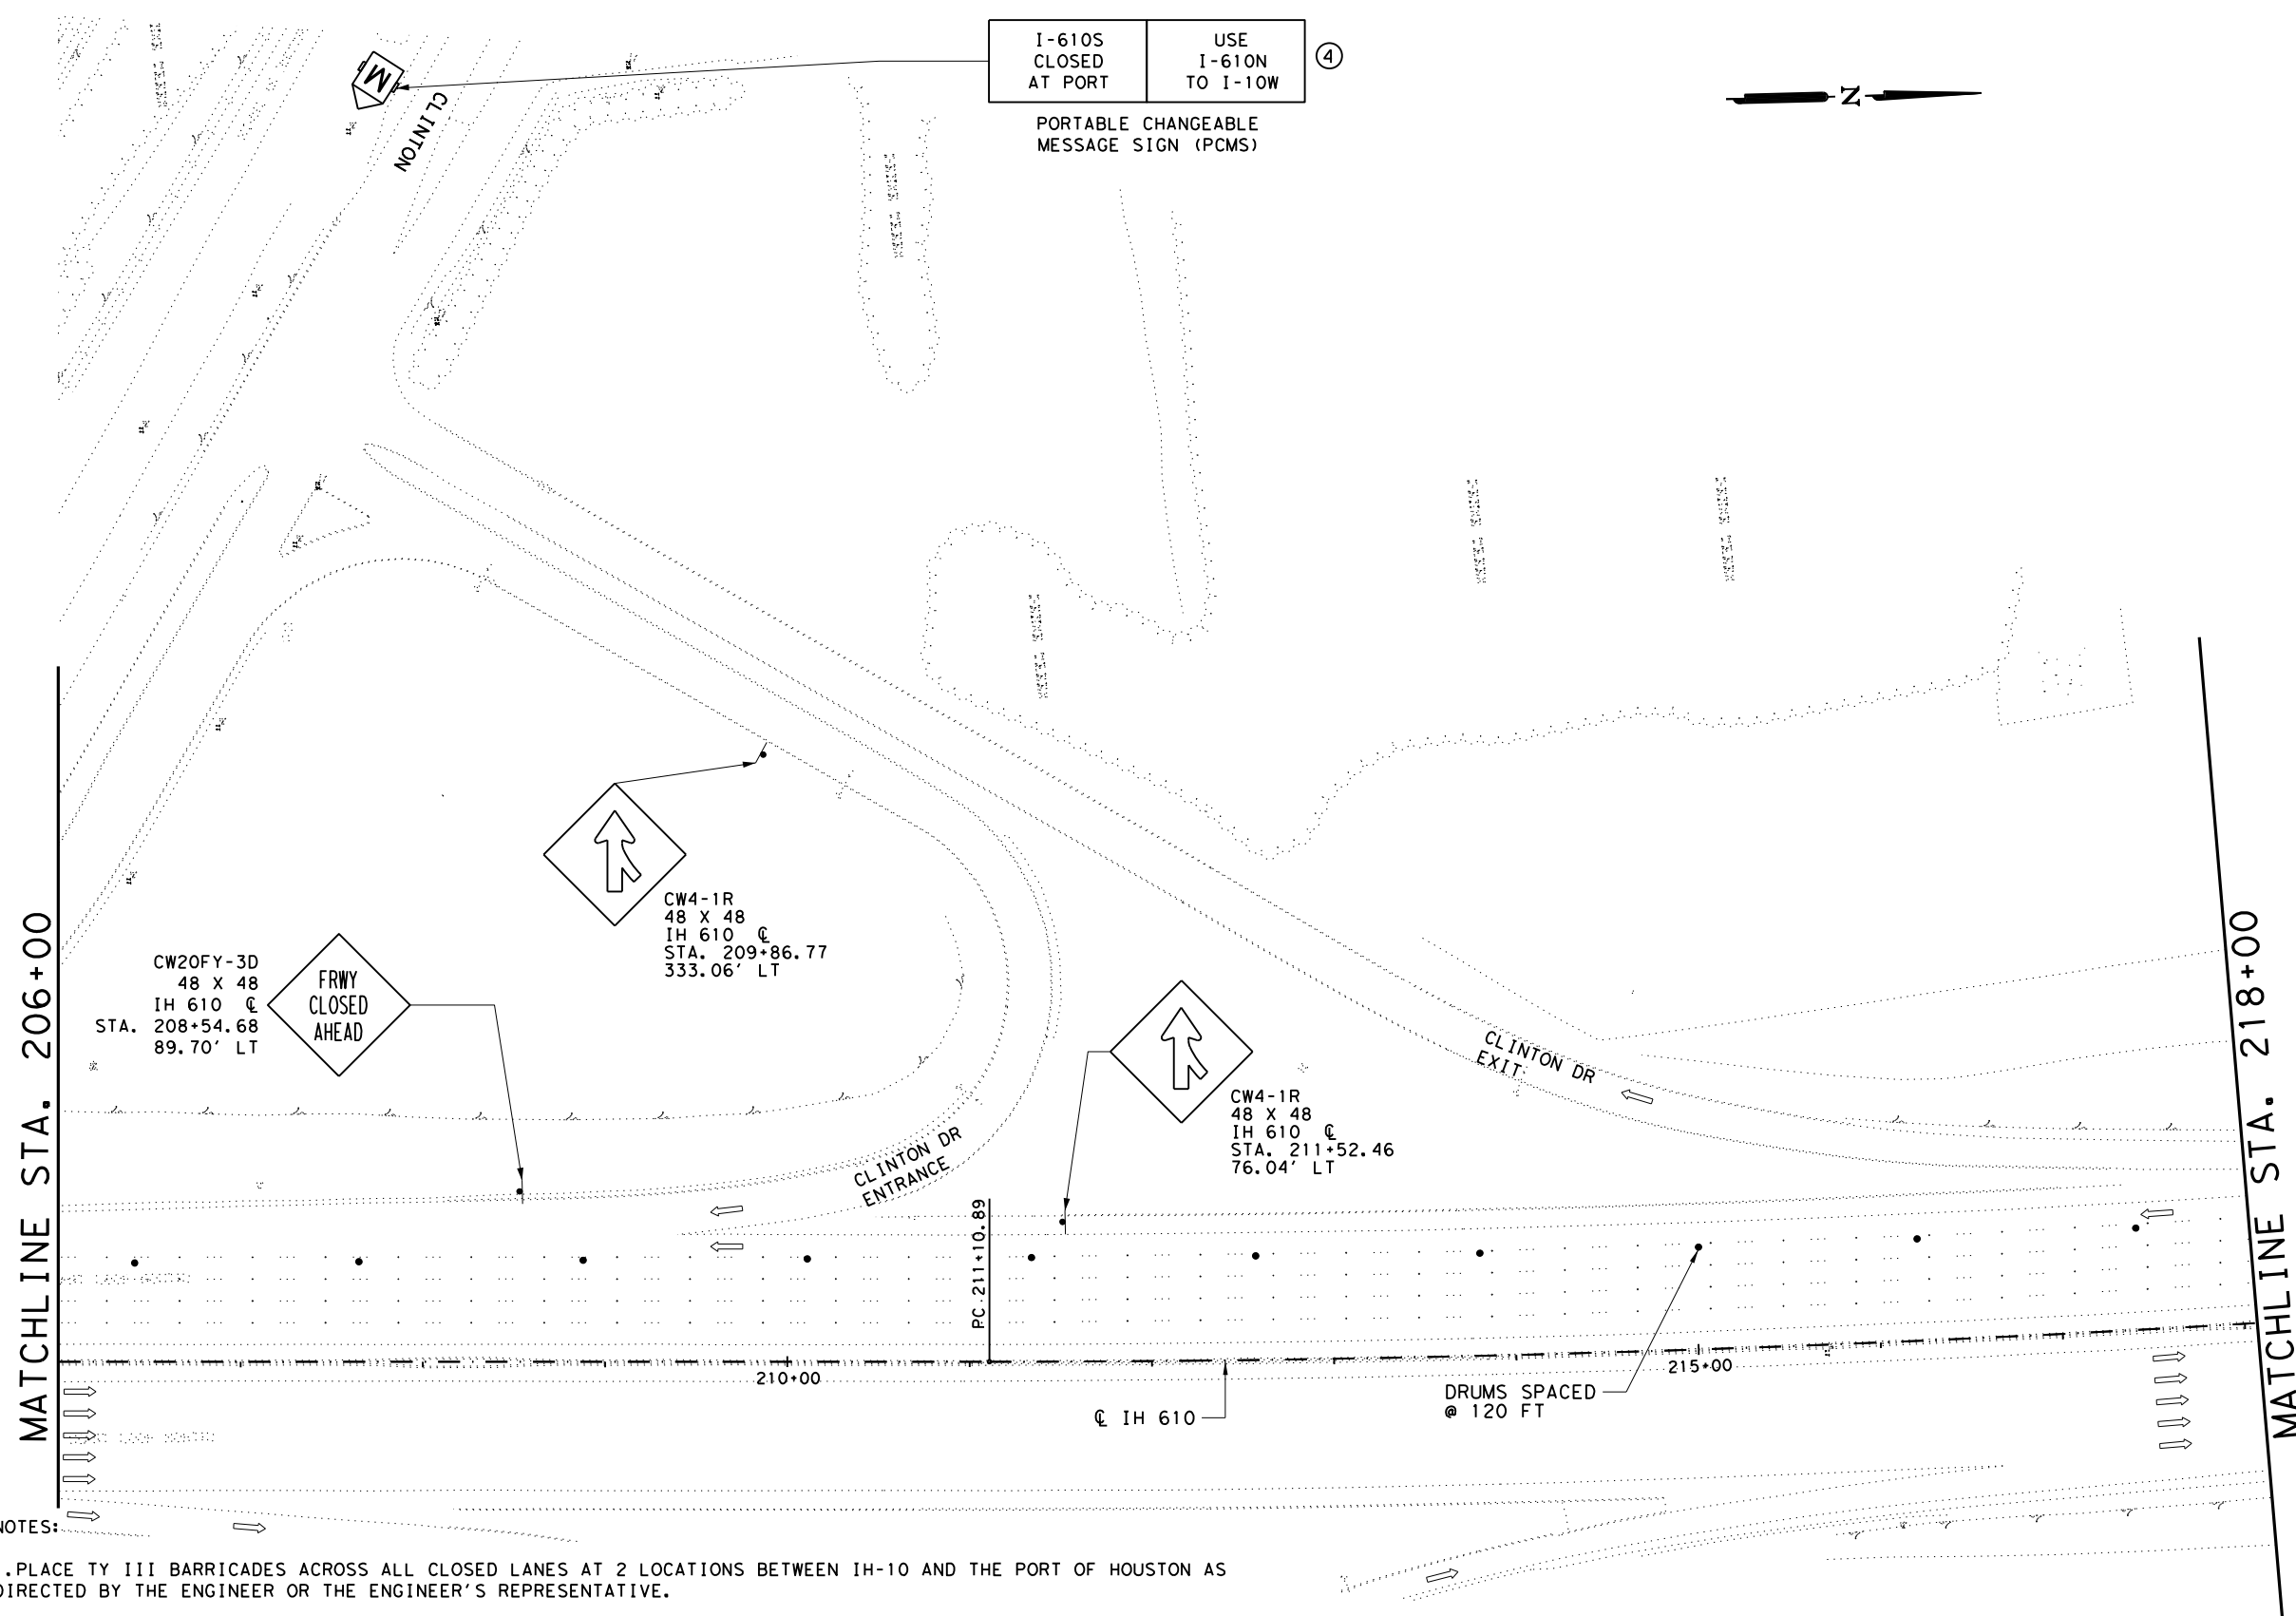 I-610S
CLOSED
AT PORT
USE
I-610N
TO I-10W
4
PORTABLE CHANGEABLE
MESSAGE SIGN (PCMS)
N
M
CLINTON
CW4-1R
48 X 48
IH 610 ℄
STA. 209+86.77
333.06' LT
CW20FY-3D
48 X 48
IH 610 ℄
STA. 208+54.68
89.70' LT
FRWY
CLOSED
AHEAD
CW4-1R
48 X 48
IH 610 ℄
STA. 211+52.46
76.04' LT
CLINTON DR
EXIT
CLINTON DR
ENTRANCE
PC 211+10.89
210+00
215+00
DRUMS SPACED
@ 120 FT
℄ IH 610
MATCHLINE STA. 206+00
MATCHLINE STA. 218+00
NOTES:
.PLACE TY III BARRICADES ACROSS ALL CLOSED LANES AT 2 LOCATIONS BETWEEN IH-10 AND THE PORT OF HOUSTON AS
DIRECTED BY THE ENGINEER OR THE ENGINEER'S REPRESENTATIVE.